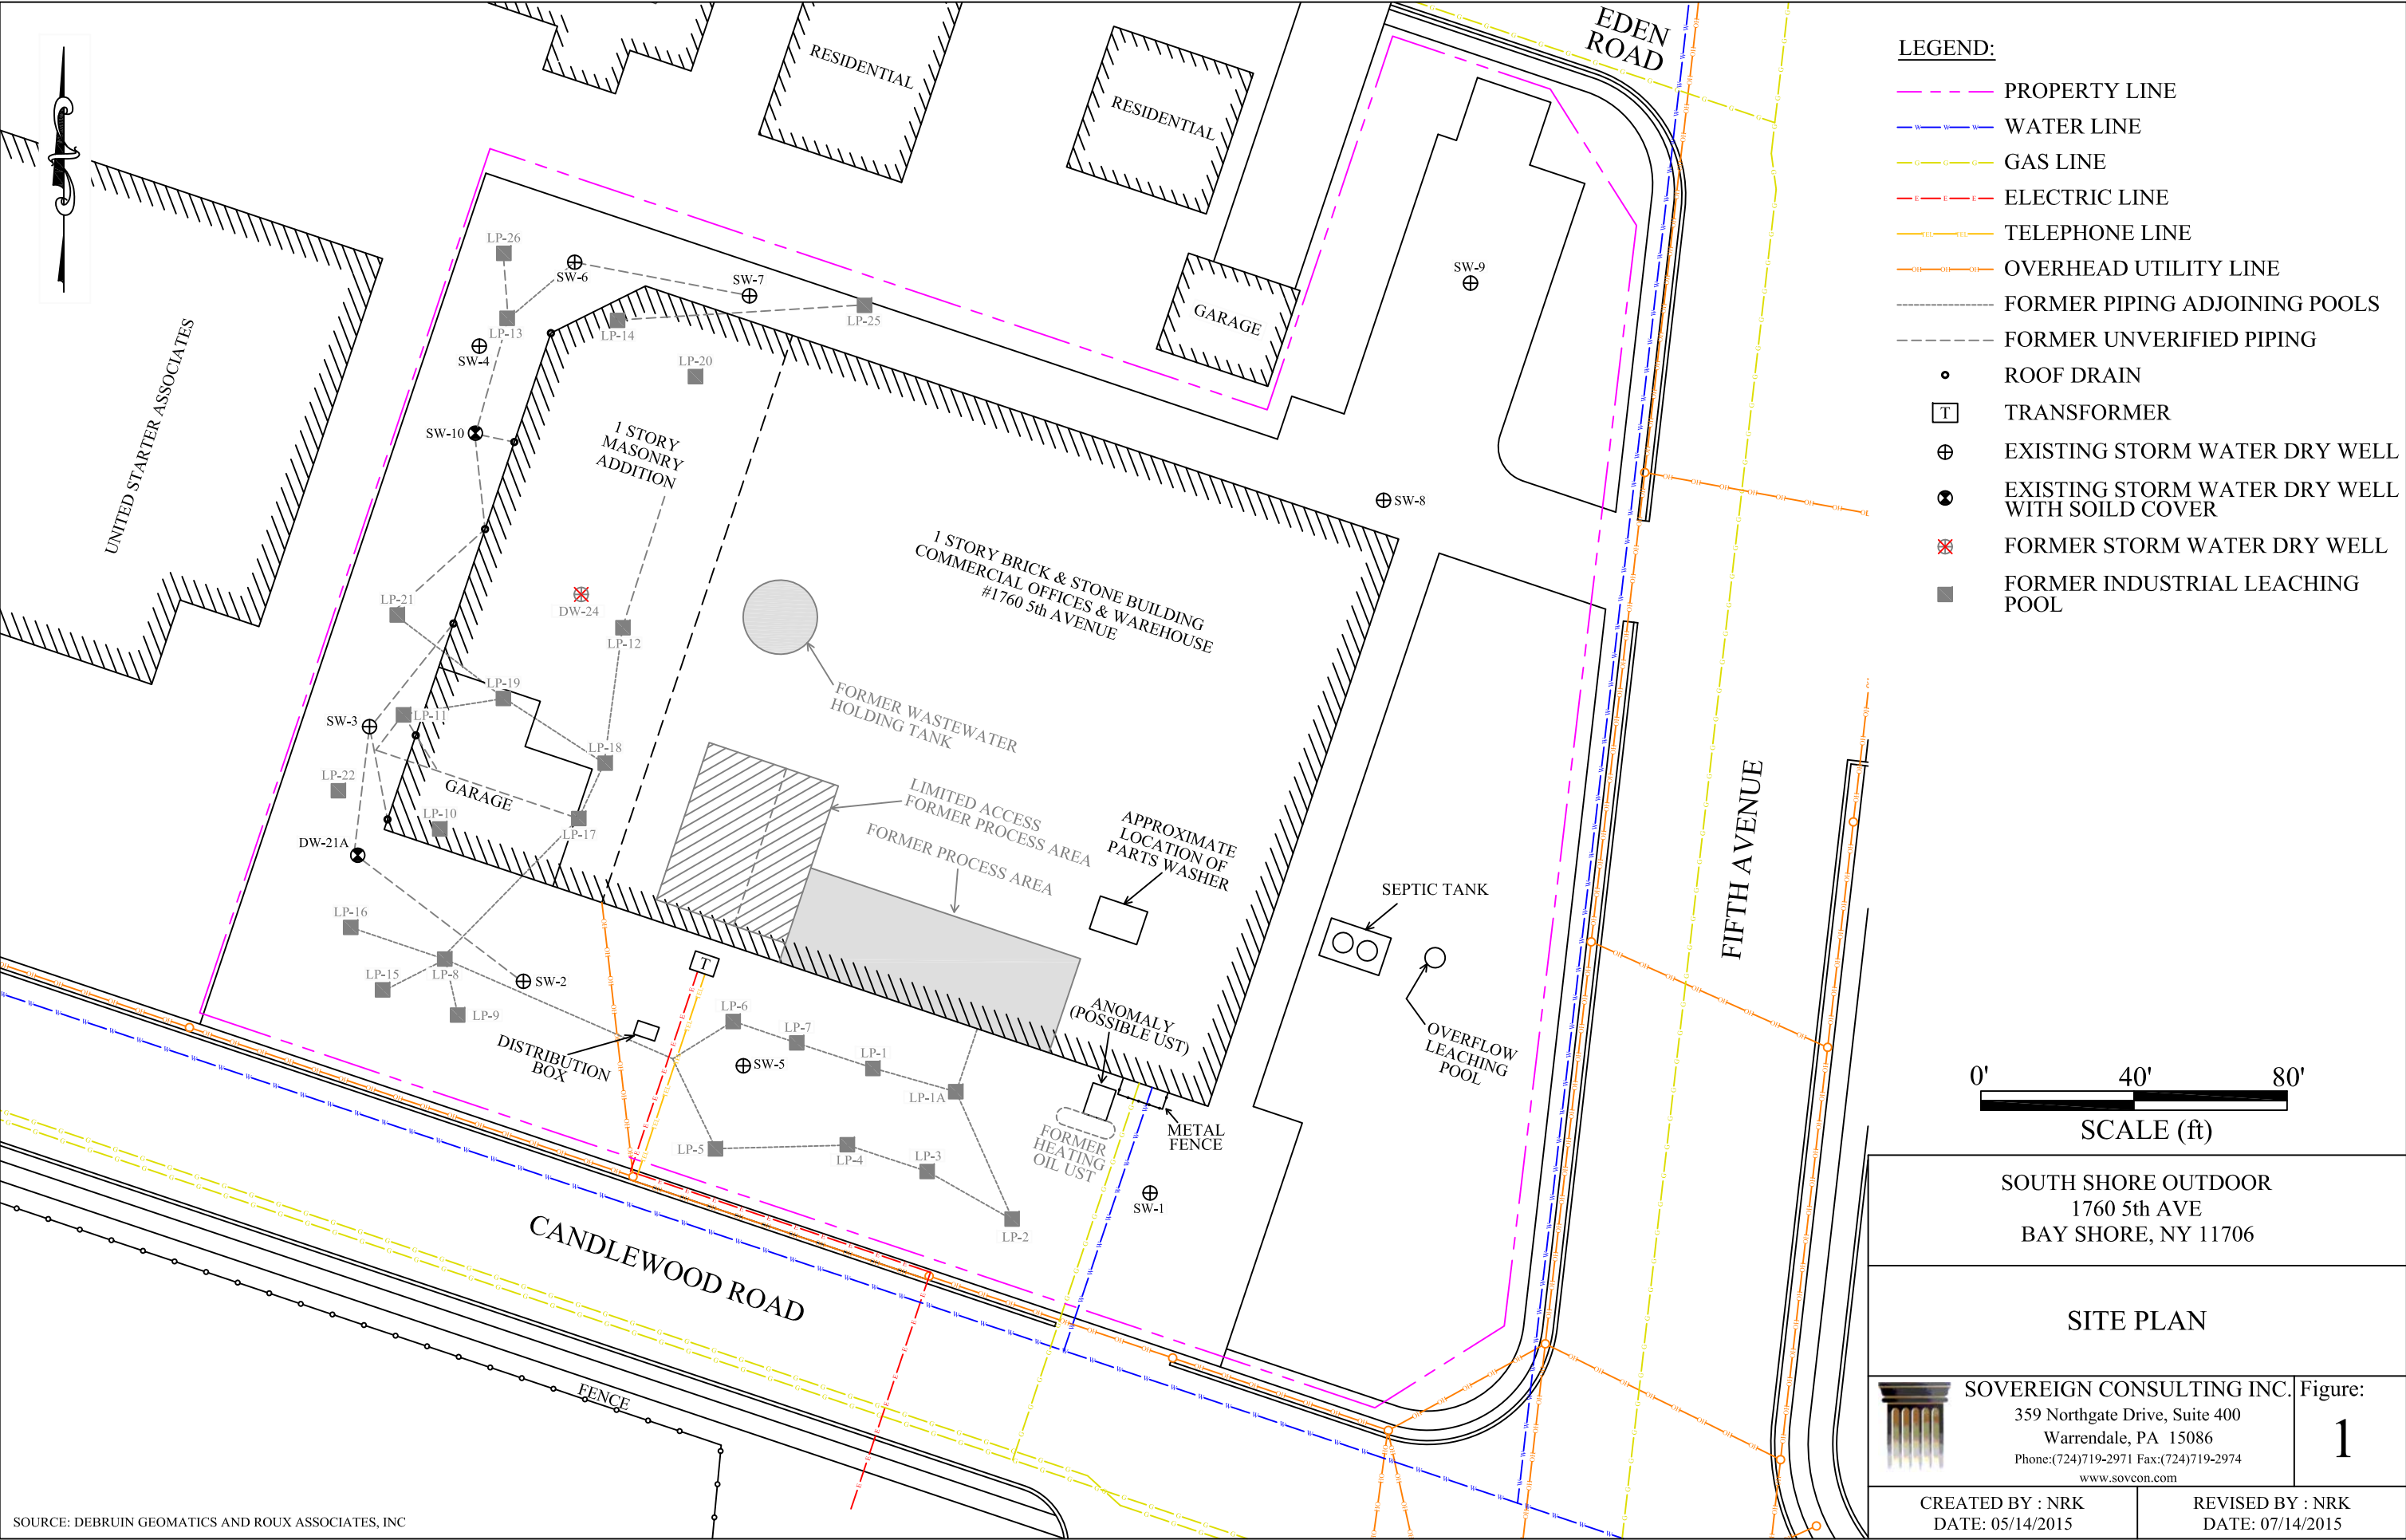 EDEN
ROAD
RESIDENTIAL
RESIDENTIAL
GARAGE
UNITED STARTER ASSOCIATES
LP-26
SW-6
SW-7
LP-13
LP-14
LP-25
SW-4
LP-20
SW-9
SW-10
1 STORY
MASONRY
ADDITION
SW-8
1 STORY BRICK & STONE BUILDING
COMMERCIAL OFFICES & WAREHOUSE
#1760 5th AVENUE
LP-21
DW-24
LP-12
LP-19
LP-11
SW-3
LP-18
LP-22
GARAGE
LP-10
LP-17
DW-21A
FORMER WASTEWATER
HOLDING TANK
LIMITED ACCESS
FORMER PROCESS AREA
FORMER PROCESS AREA
APPROXIMATE
LOCATION OF
PARTS WASHER
SEPTIC TANK
OVERFLOW
LEACHING
POOL
FIFTH AVENUE
LP-16
LP-15
LP-8
LP-9
SW-2
T
DISTRIBUTION
BOX
LP-6
LP-7
SW-5
LP-1
LP-1A
ANOMALY
(POSSIBLE UST)
METAL
FENCE
FORMER
HEATING
OIL UST
LP-5
LP-4
LP-3
LP-2
SW-1
CANDLEWOOD ROAD
FENCE
SOURCE: DEBRUIN GEOMATICS AND ROUX ASSOCIATES, INC
LEGEND:
PROPERTY LINE
WATER LINE
GAS LINE
ELECTRIC LINE
TELEPHONE LINE
OVERHEAD UTILITY LINE
FORMER PIPING ADJOINING POOLS
FORMER UNVERIFIED PIPING
ROOF DRAIN
T TRANSFORMER
EXISTING STORM WATER DRY WELL
EXISTING STORM WATER DRY WELL
WITH SOILD COVER
FORMER STORM WATER DRY WELL
FORMER INDUSTRIAL LEACHING
POOL
0' 40' 80'
SCALE (ft)
SOUTH SHORE OUTDOOR
1760 5th AVE
BAY SHORE, NY 11706
SITE PLAN
SOVEREIGN CONSULTING INC.
359 Northgate Drive, Suite 400
Warrendale, PA 15086
Phone:(724)719-2971 Fax:(724)719-2974
www.sovcon.com
Figure:
1
CREATED BY : NRK
DATE: 05/14/2015
REVISED BY : NRK
DATE: 07/14/2015